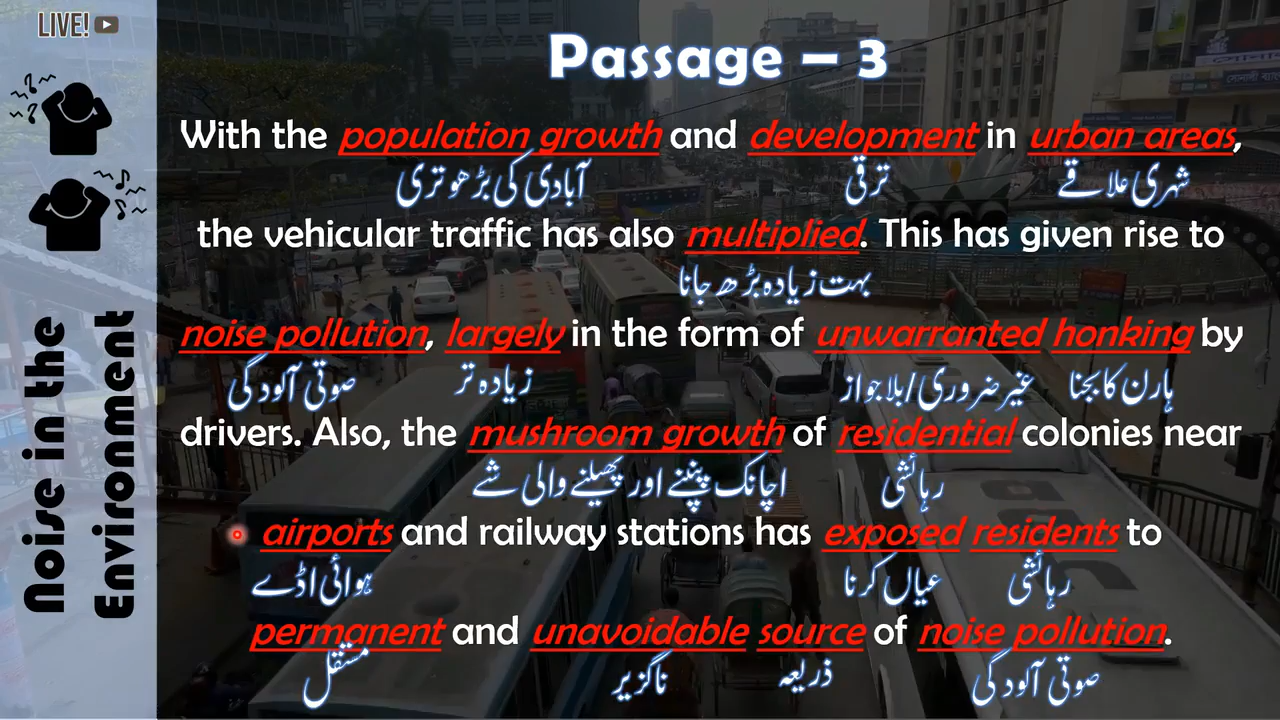 LIVE!
Passage – 3
With the population growth and development in urban areas,
آبادی کی بڑھوتری ترقی شہری علاقے
the vehicular traffic has also multiplied. This has given rise to
بہت زیادہ بڑھ جانا
noise pollution, largely in the form of unwarranted honking by
صوتی آلودگی زیادہ تر غیر ضروری/بلاجواز ہارن کا بجنا
drivers. Also, the mushroom growth of residential colonies near
اچانک پنپنے اور پھیلنے والی شے رہائشی
airports and railway stations has exposed residents to
ہوائی اڈے عیاں کرنا رہائشی
permanent and unavoidable source of noise pollution.
مستقل ناگزیر ذریعہ صوتی آلودگی
Noise in the
Environment